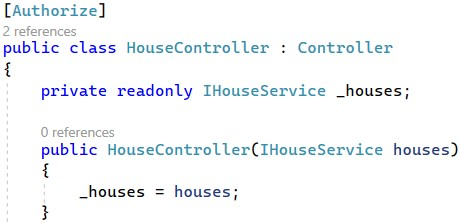 [Authorize]
2 references
public class HouseController : Controller
{
private readonly IHouseService _houses;
0 references
public HouseController(IHouseService houses)
{
_houses = houses;
}